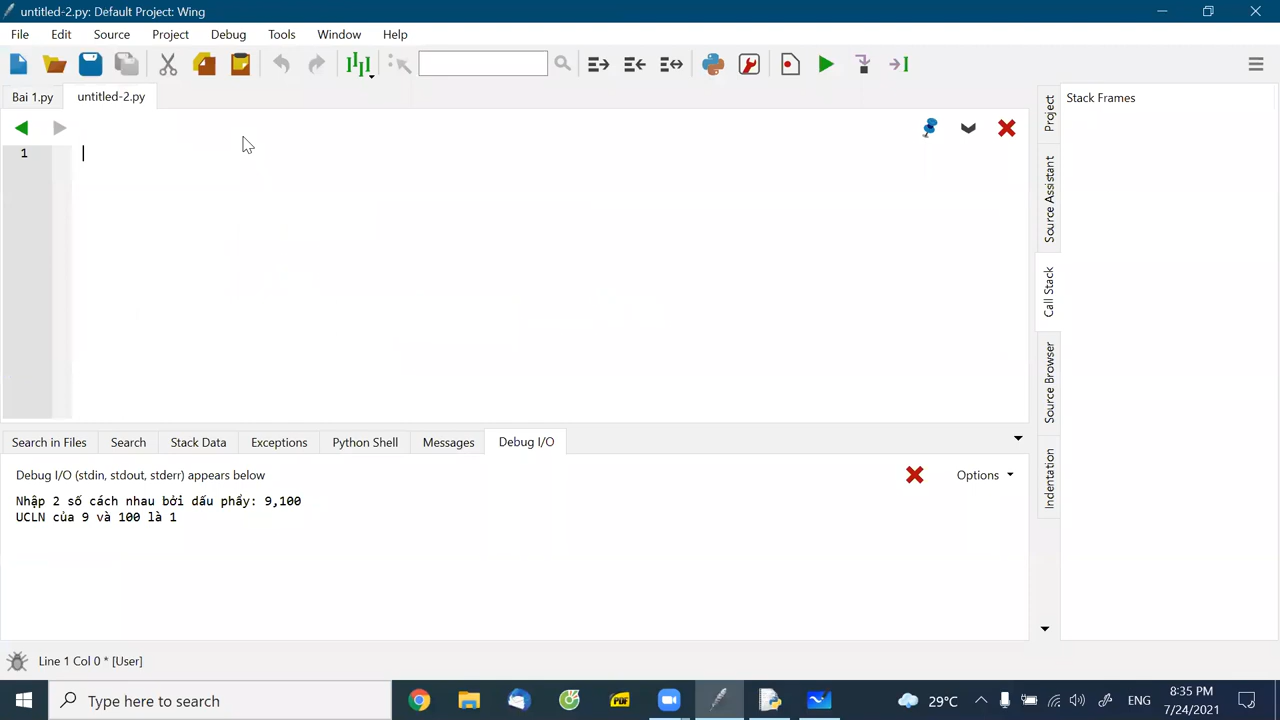 untitled-2.py: Default Project: Wing
File Edit Source Project Debug Tools Window Help
Bai 1.py untitled-2.py
1
Stack Frames
Project
Source Assistant
Call Stack
Source Browser
Indentation
Search in Files Search Stack Data Exceptions Python Shell Messages Debug I/O
Debug I/O (stdin, stdout, stderr) appears below
Options
Nhập 2 số cách nhau bởi dấu phẩy: 9,100
UCLN của 9 và 100 là 1
Line 1 Col 0 * [User]
Type here to search
PDF
29°C
ENG
8:35 PM
7/24/2021